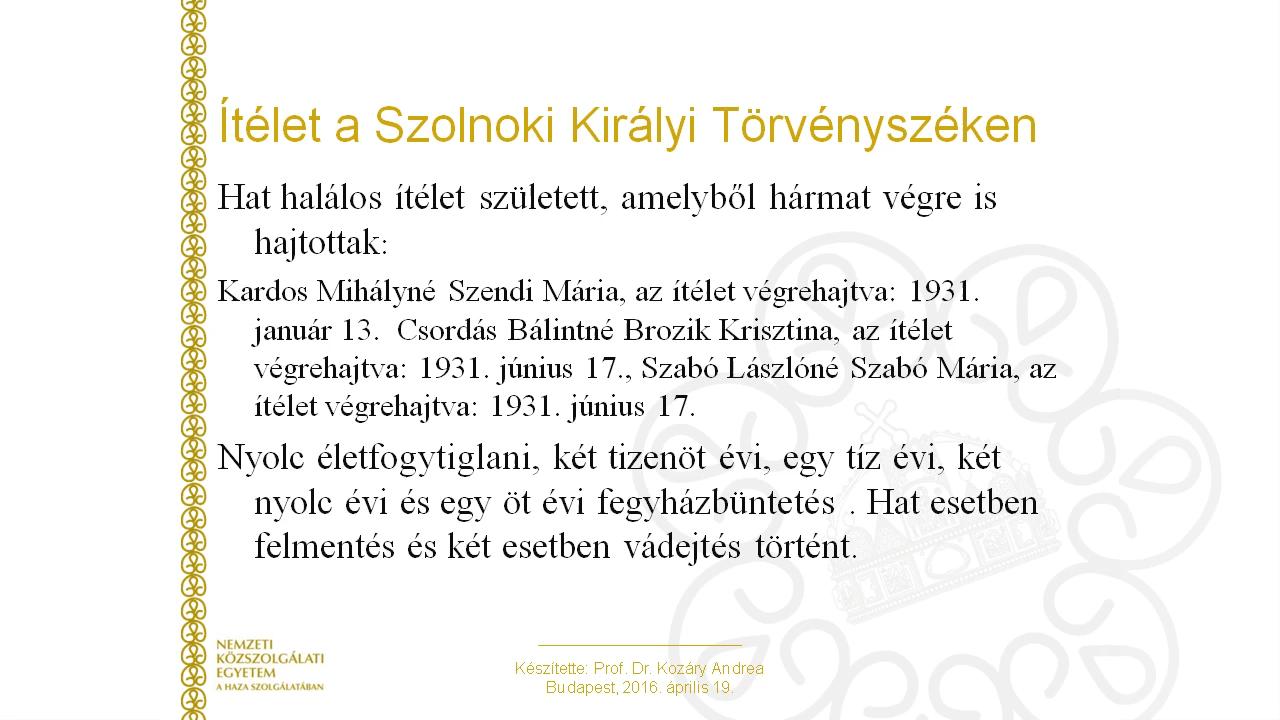 Ítélet a Szolnoki Királyi Törvényszéken
Hat halálos ítélet született, amelyből hármat végre is
hajtottak:
Kardos Mihályné Szendi Mária, az ítélet végrehajtva: 1931.
január 13.  Csordás Bálintné Brozik Krisztina, az ítélet
végrehajtva: 1931. június 17., Szabó Lászlóné Szabó Mária, az
ítélet végrehajtva: 1931. június 17.
Nyolc életfogytiglani, két tizenöt évi, egy tíz évi, két
nyolc évi és egy öt évi fegyházbüntetés . Hat esetben
felmentés és két esetben vádejtés történt.
NEMZETI
KÖZSZOLGÁLATI
EGYETEM
A HAZA SZOLGÁLATÁBAN
Készítette: Prof. Dr. Kozáry Andrea
Budapest, 2016. április 19.